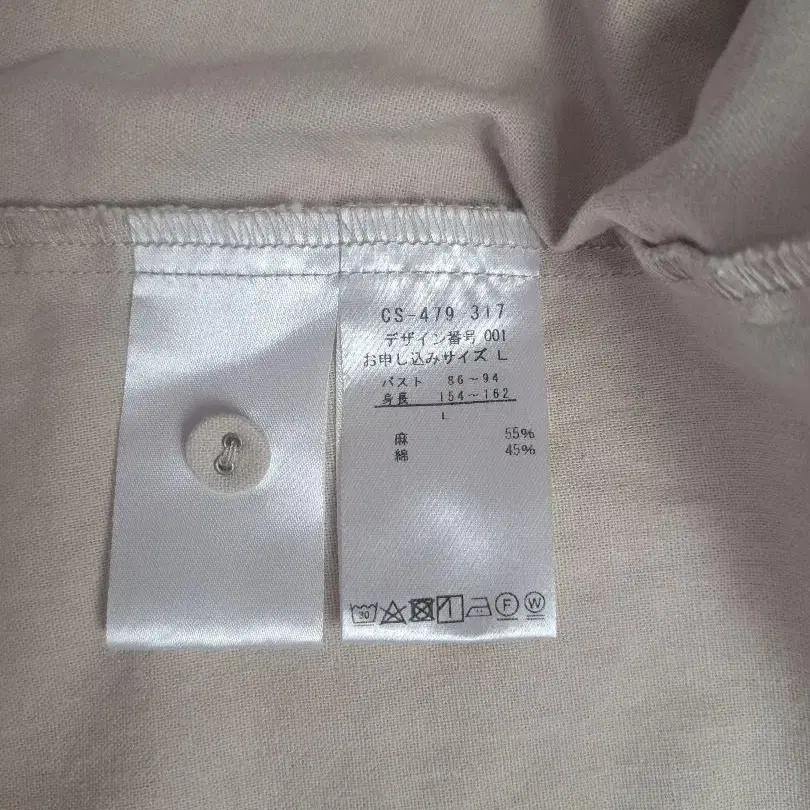 CS-479-317
デザイン番号 001
お申し込みサイズ L
バスト 86～94
身長 154～162
L
麻 55%
綿 45%
30 F W